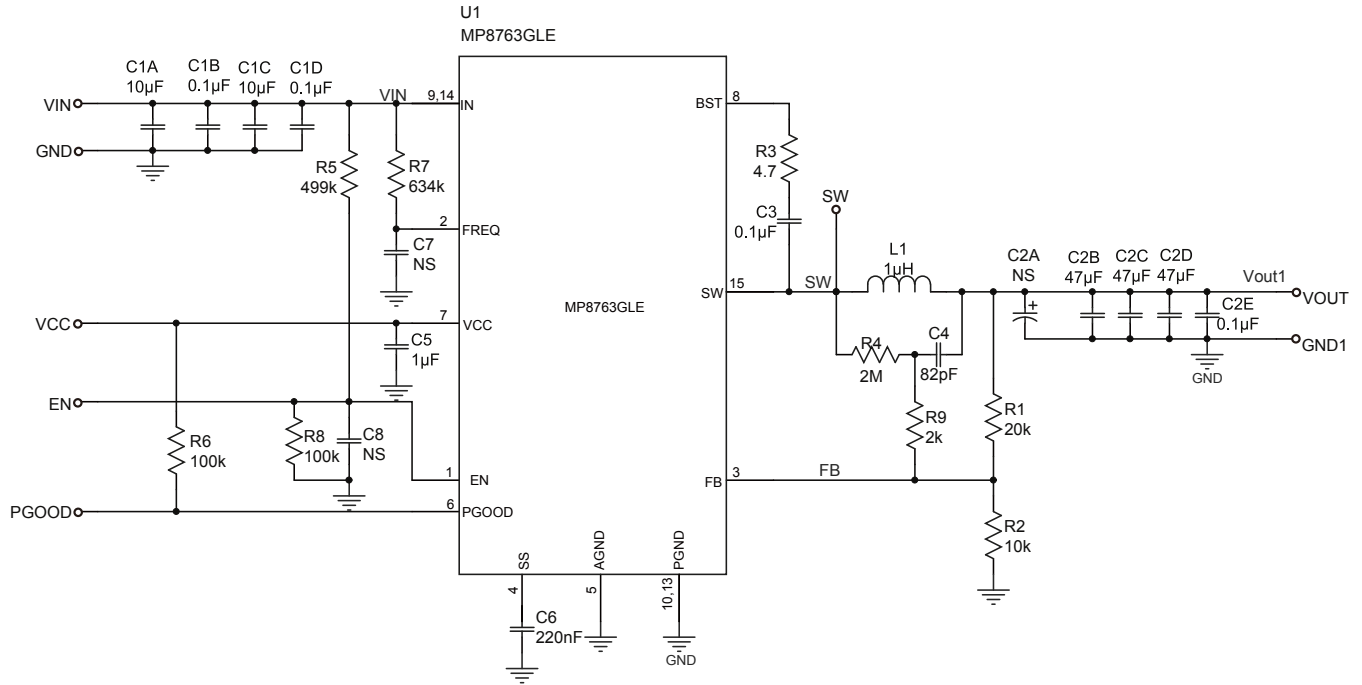 U1
MP8763GLE
C1A
10µF
C1B
0.1µF
C1C
10µF
C1D
0.1µF
VIN
GND
VIN
9,14
IN
R5
499k
R7
634k
2
FREQ
C7
NS
VCC
7
VCC
C5
1µF
EN
R6
100k
R8
100k
C8
NS
1
EN
PGOOD
6
PGOOD
MP8763GLE
SS
4
C6
220nF
AGND
5
PGND
10,13
GND
BST
8
R3
4.7
C3
0.1µF
SW
SW
15
SW
L1
1µH
R4
2M
C4
82pF
R9
2k
R1
20k
FB
3
FB
R2
10k
C2A
NS
+
C2B
47µF
C2C
47µF
C2D
47µF
C2E
0.1µF
Vout1
VOUT
GND1
GND